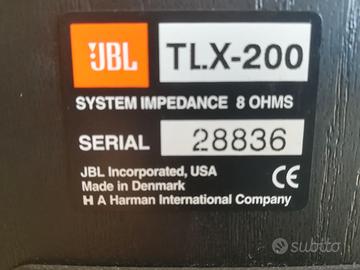 JBL TLX-200
SYSTEM IMPEDANCE 8 OHMS
SERIAL 28836
JBL Incorporated, USA
Made in Denmark CE
H A Harman International Company
subito